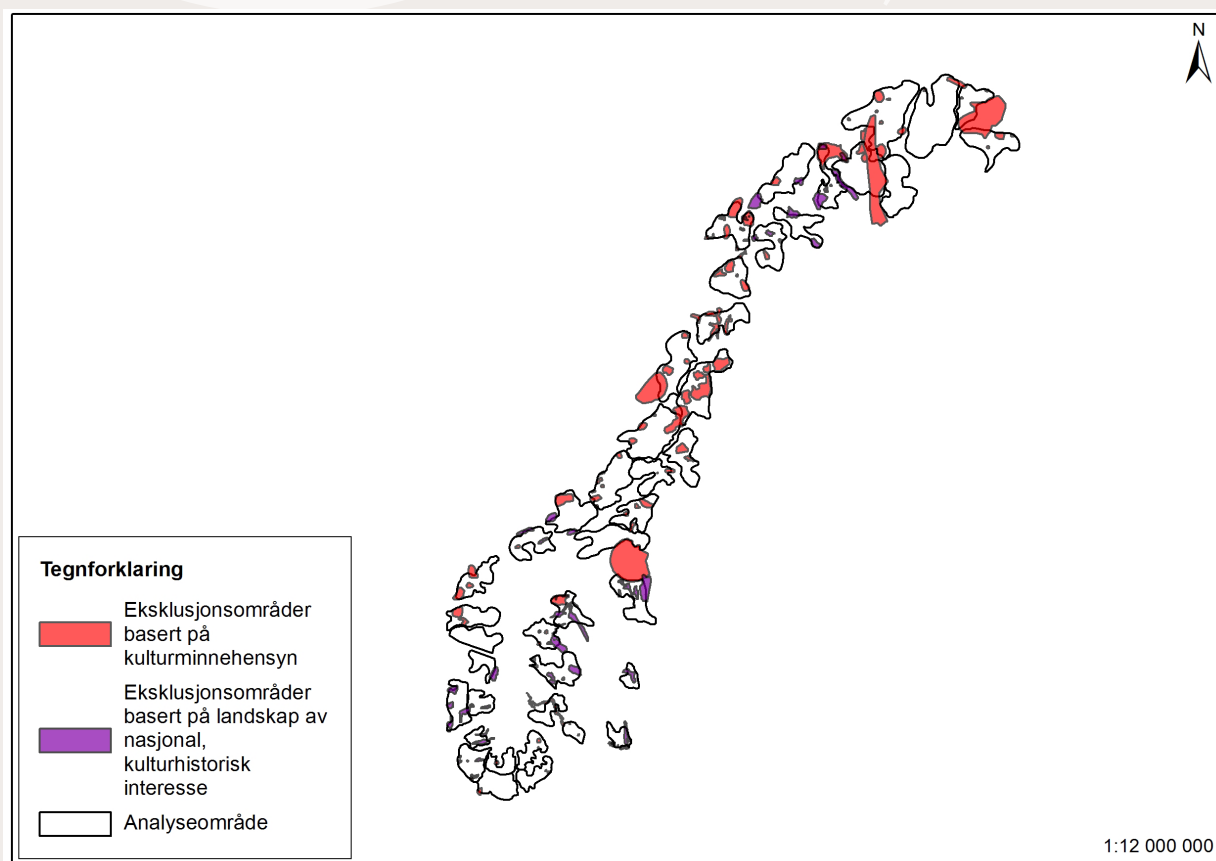 N
Tegnforklaring
Eksklusjonsområder
basert på
kulturminnehensyn
Eksklusjonsområder
basert på landskap av
nasjonal,
kulturhistorisk
interesse
Analyseområde
1:12 000 000